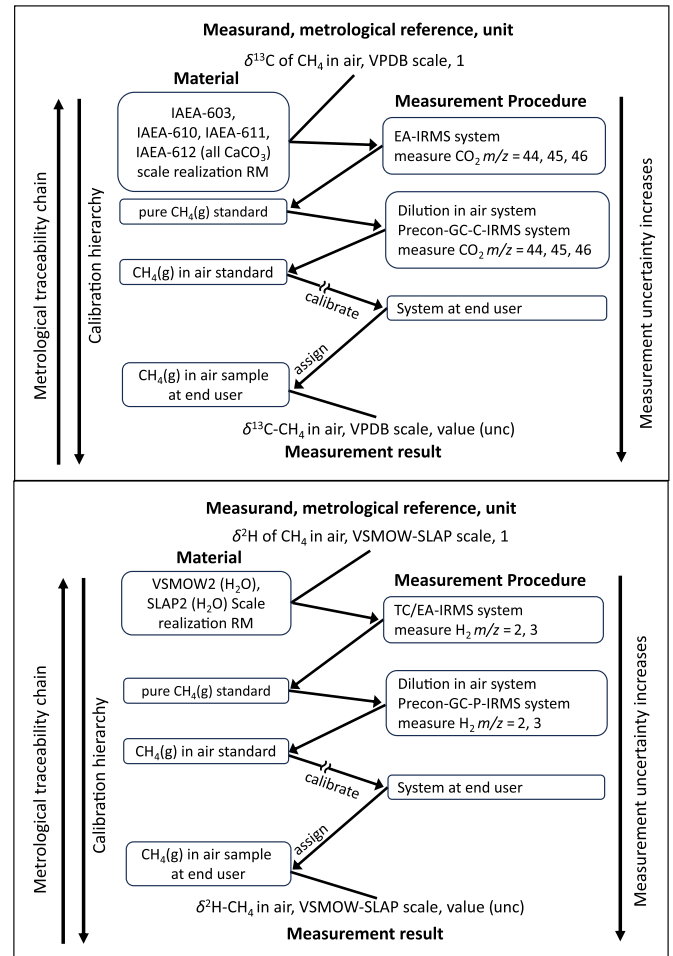 Measurand, metrological reference, unit
δ¹³C of CH₄ in air, VPDB scale, 1
Material
Measurement Procedure
IAEA-603,
IAEA-610, IAEA-611,
IAEA-612 (all CaCO₃)
scale realization RM
EA-IRMS system
measure CO₂ m/z = 44, 45, 46
pure CH₄(g) standard
Dilution in air system
Precon-GC-C-IRMS system
measure CO₂ m/z = 44, 45, 46
CH₄(g) in air standard
calibrate
System at end user
assign
CH₄(g) in air sample
at end user
δ¹³C-CH₄ in air, VPDB scale, value (unc)
Measurement result
Metrological traceability chain
Calibration hierarchy
Measurement uncertainty increases
Measurand, metrological reference, unit
δ²H of CH₄ in air, VSMOW-SLAP scale, 1
Material
Measurement Procedure
VSMOW2 (H₂O),
SLAP2 (H₂O) Scale
realization RM
TC/EA-IRMS system
measure H₂ m/z = 2, 3
pure CH₄(g) standard
Dilution in air system
Precon-GC-P-IRMS system
measure H₂ m/z = 2, 3
CH₄(g) in air standard
calibrate
System at end user
assign
CH₄(g) in air sample
at end user
δ²H-CH₄ in air, VSMOW-SLAP scale, value (unc)
Measurement result
Metrological traceability chain
Calibration hierarchy
Measurement uncertainty increases